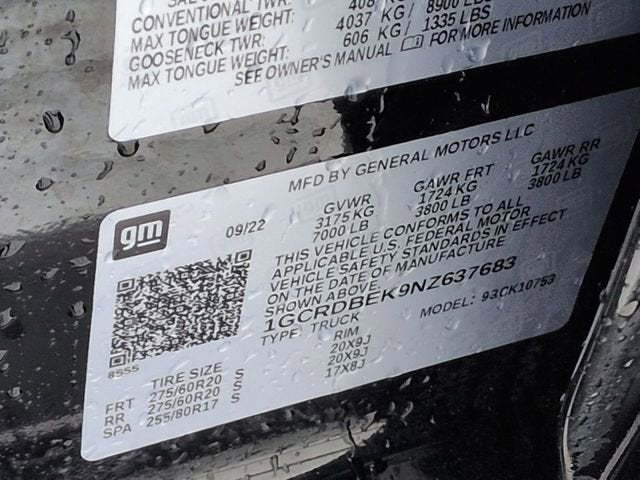 CONVENTIONAL TWR: 408 KG /
MAX TONGUE WEIGHT: 4037 KG / 8900 LBS
GOOSENECK TWR: 606 KG / 1335 LBS
MAX TONGUE WEIGHT:
SEE OWNER'S MANUAL FOR MORE INFORMATION
MFD BY GENERAL MOTORS LLC
gm
09/22
GVWR GAWR FRT GAWR RR
3175 KG 1724 KG 1724 KG
7000 LB 3800 LB 3800 LB
THIS VEHICLE CONFORMS TO ALL
APPLICABLE U.S. FEDERAL MOTOR
VEHICLE SAFETY STANDARDS IN EFFECT
ON THE DATE OF MANUFACTURE
SHOWN ABOVE.
1GCRDBEK9NZ637683
TYPE: TRUCK MODEL: 93CK10753
8555
TIRE SIZE RIM
FRT 275/60R20 S 20X9J
RR 275/60R20 S 20X9J
SPA 255/80R17 S 17X8J